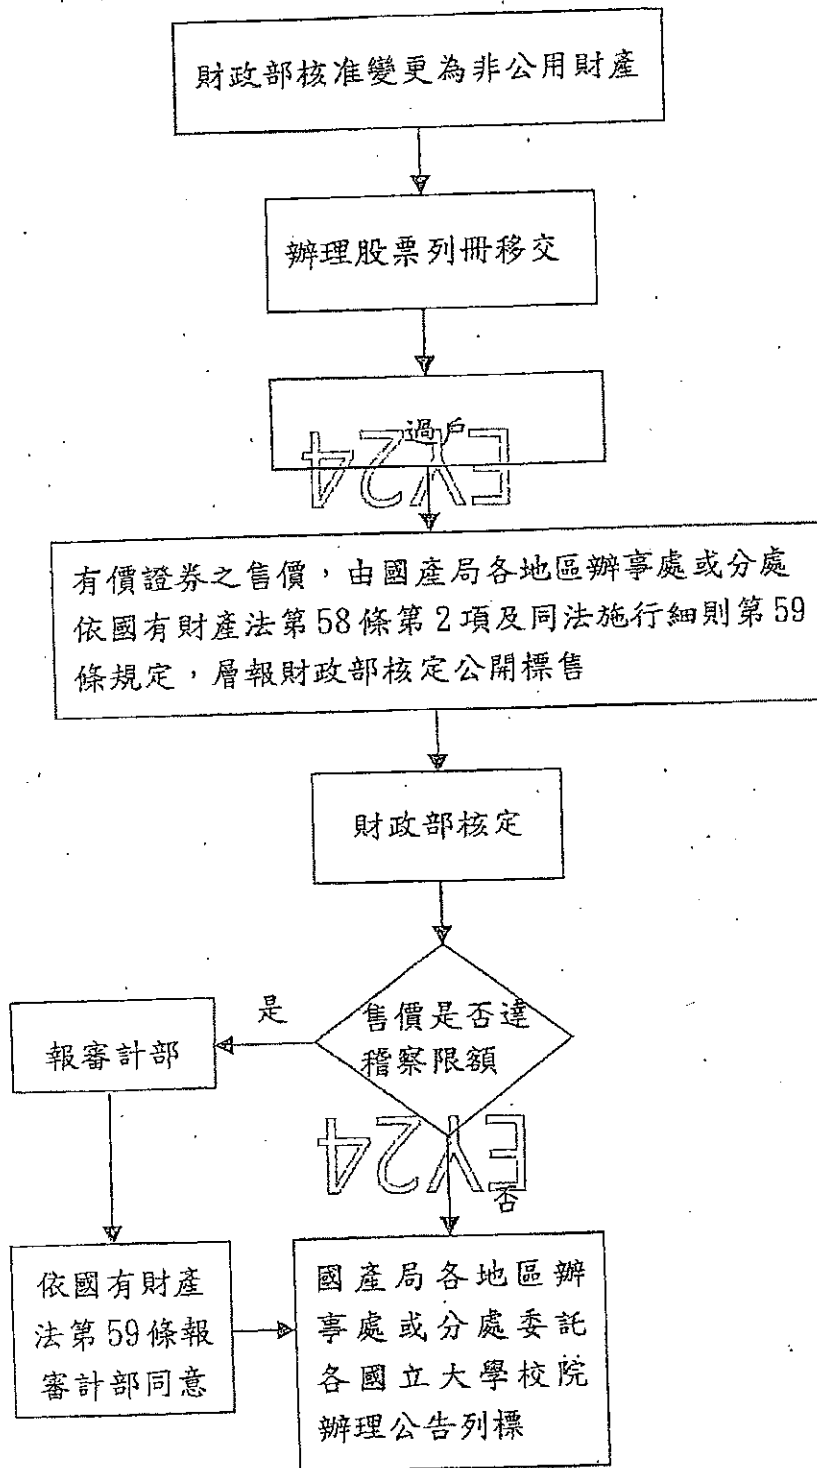 財政部核准變更為非公用財產
辦理股票列冊移交
過戶
EY24
有價證券之售價，由國產局各地區辦事處或分處
依國有財產法第58條第2項及同法施行細則第59
條規定，層報財政部核定公開標售
財政部核定
售價是否達
稽察限額
是
報審計部
EY24
否
依國有財產
法第59條報
審計部同意
國產局各地區辦
事處或分處委託
各國立大學校院
辦理公告列標